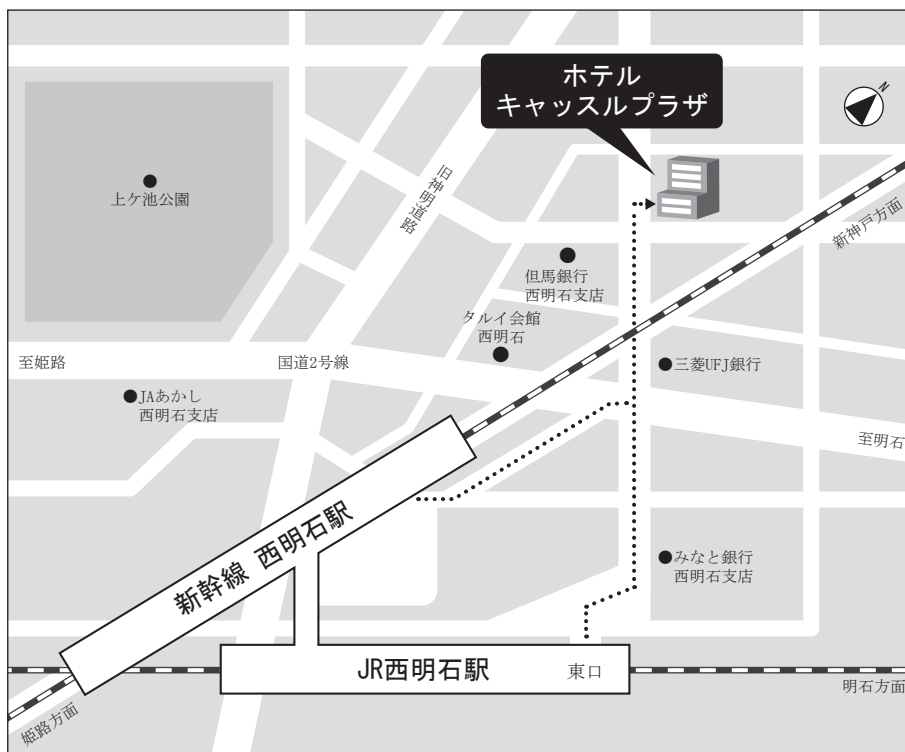 ホテル
キャッスルプラザ
N
上ケ池公園
旧神明道路
新神戸方面
但馬銀行
西明石支店
タルイ会館
西明石
至姫路
国道2号線
三菱UFJ銀行
JAあかし
西明石支店
至明石
新幹線 西明石駅
みなと銀行
西明石支店
JR西明石駅
東口
明石方面
姫路方面